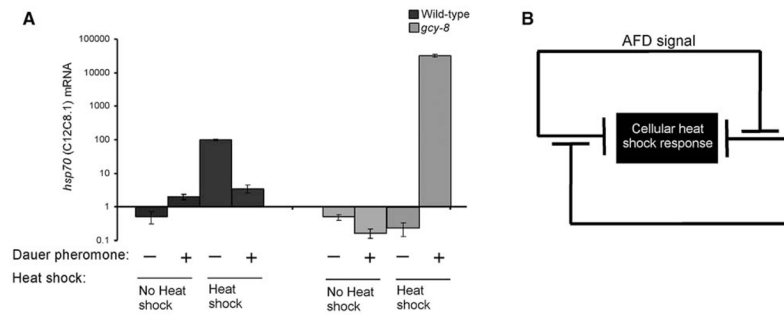 A
Wild-type
gcy-8
hsp70 (C12C8.1) mRNA
100000
10000
1000
100
10
1
0.1
Dauer pheromone: − + − + − + − +
Heat shock:
No Heat shock
Heat shock
No Heat shock
Heat shock
B
AFD signal
Cellular heat
shock response